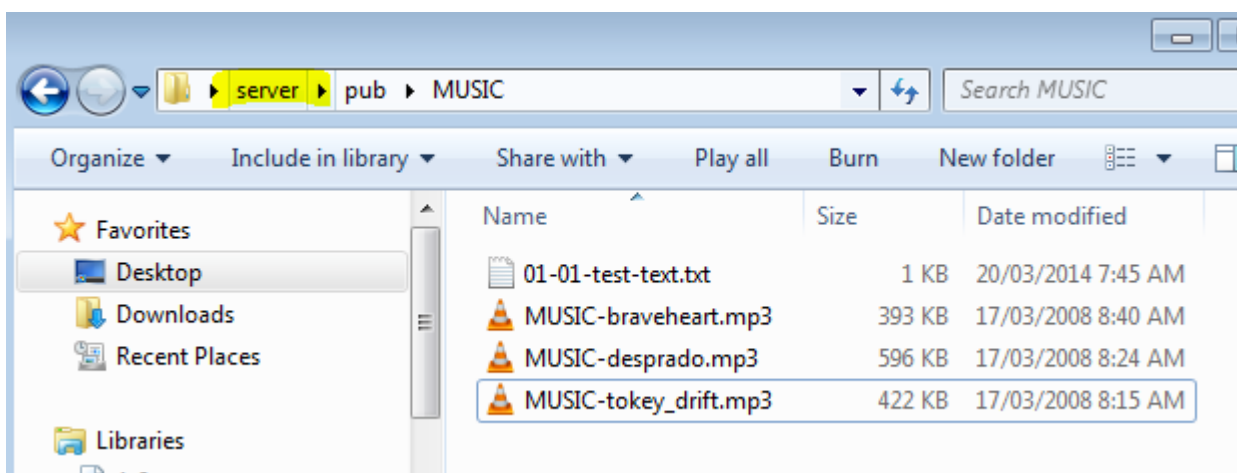 server pub MUSIC Search MUSIC
Organize Include in library Share with Play all Burn New folder
Name Size Date modified
Favorites
Desktop
Downloads
Recent Places
Libraries
01-01-test-text.txt 1 KB 20/03/2014 7:45 AM
MUSIC-braveheart.mp3 393 KB 17/03/2008 8:40 AM
MUSIC-desprado.mp3 596 KB 17/03/2008 8:24 AM
MUSIC-tokey_drift.mp3 422 KB 17/03/2008 8:15 AM